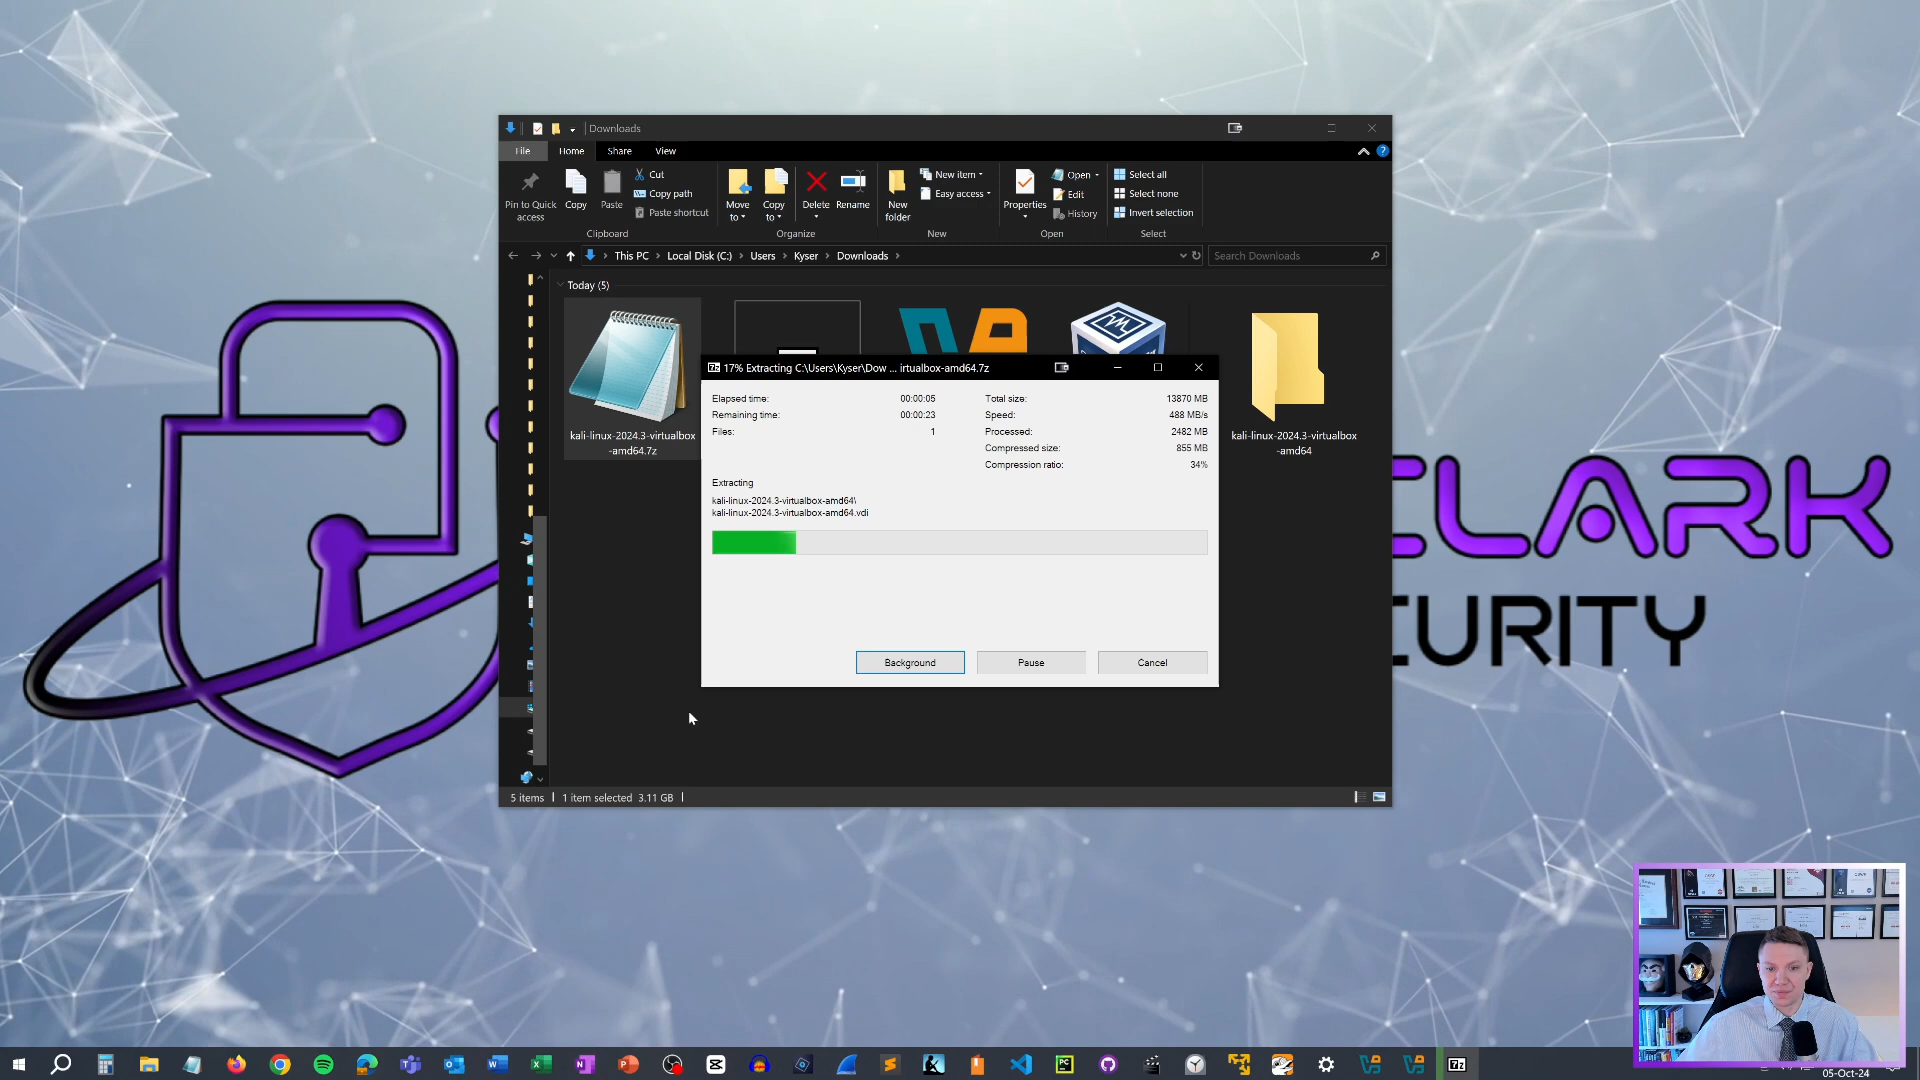 Downloads
File Home Share View
Pin to Quick access
Copy
Paste
Cut
Copy path
Paste shortcut
Clipboard
Move to
Copy to
Delete
Rename
Organize
New folder
New item
Easy access
New
Properties
Open
Edit
History
Open
Select all
Select none
Invert selection
Select
This PC > Local Disk (C:) > Users > Kyser > Downloads >
Search Downloads
Today (5)
kali-linux-2024.3-virtualbox
-amd64.7z
kali-linux-2024.3-virtualbox
-amd64
17% Extracting C:\Users\Kyser\Dow ... irtualbox-amd64.7z
Elapsed time: 00:00:05
Total size: 13870 MB
Remaining time: 00:00:23
Speed: 488 MB/s
Files: 1
Processed: 2482 MB
Compressed size: 855 MB
Compression ratio: 34%
Extracting
kali-linux-2024.3-virtualbox-amd64\
kali-linux-2024.3-virtualbox-amd64.vdi
Background Pause Cancel
5 items 1 item selected 3.11 GB
CLARK
CURITY
05-Oct-24